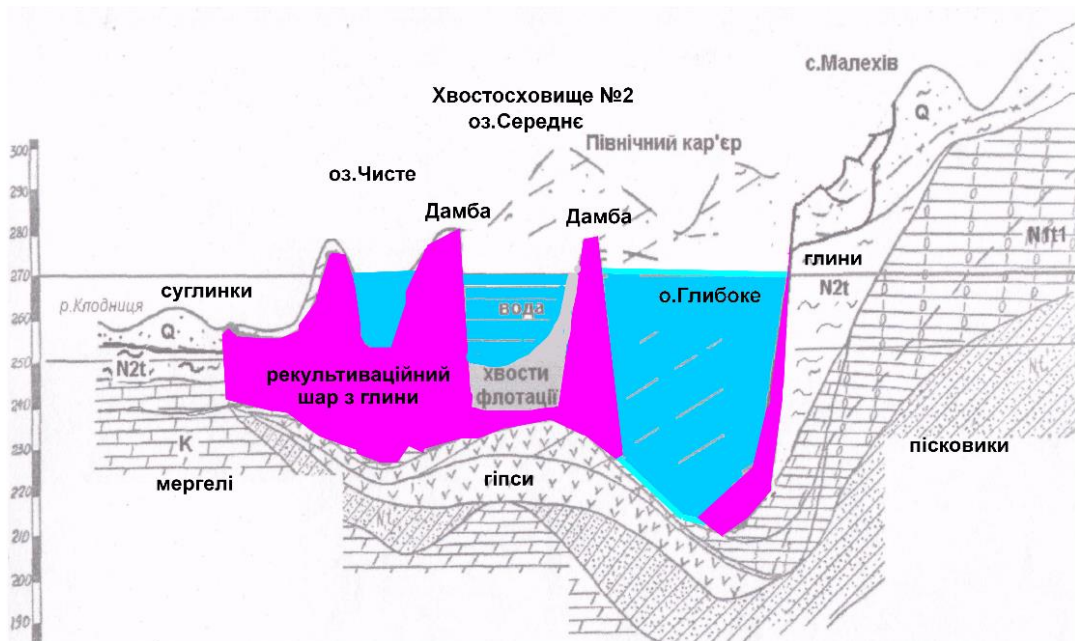 с.Малехів
Хвостосховище №2
оз.Середнє
Північний кар'єр
Q
300
оз.Чисте
290
Дамба
Дамба
280
N1t1
глини
270
суглинки
р.Клодниця
о.Глибоке
N2t
вода
260
Q
250
N2t
рекультиваційний
шар з глини
хвости
флотації
240
К
230
пісковики
мергелі
гіпси
220
210
200
190